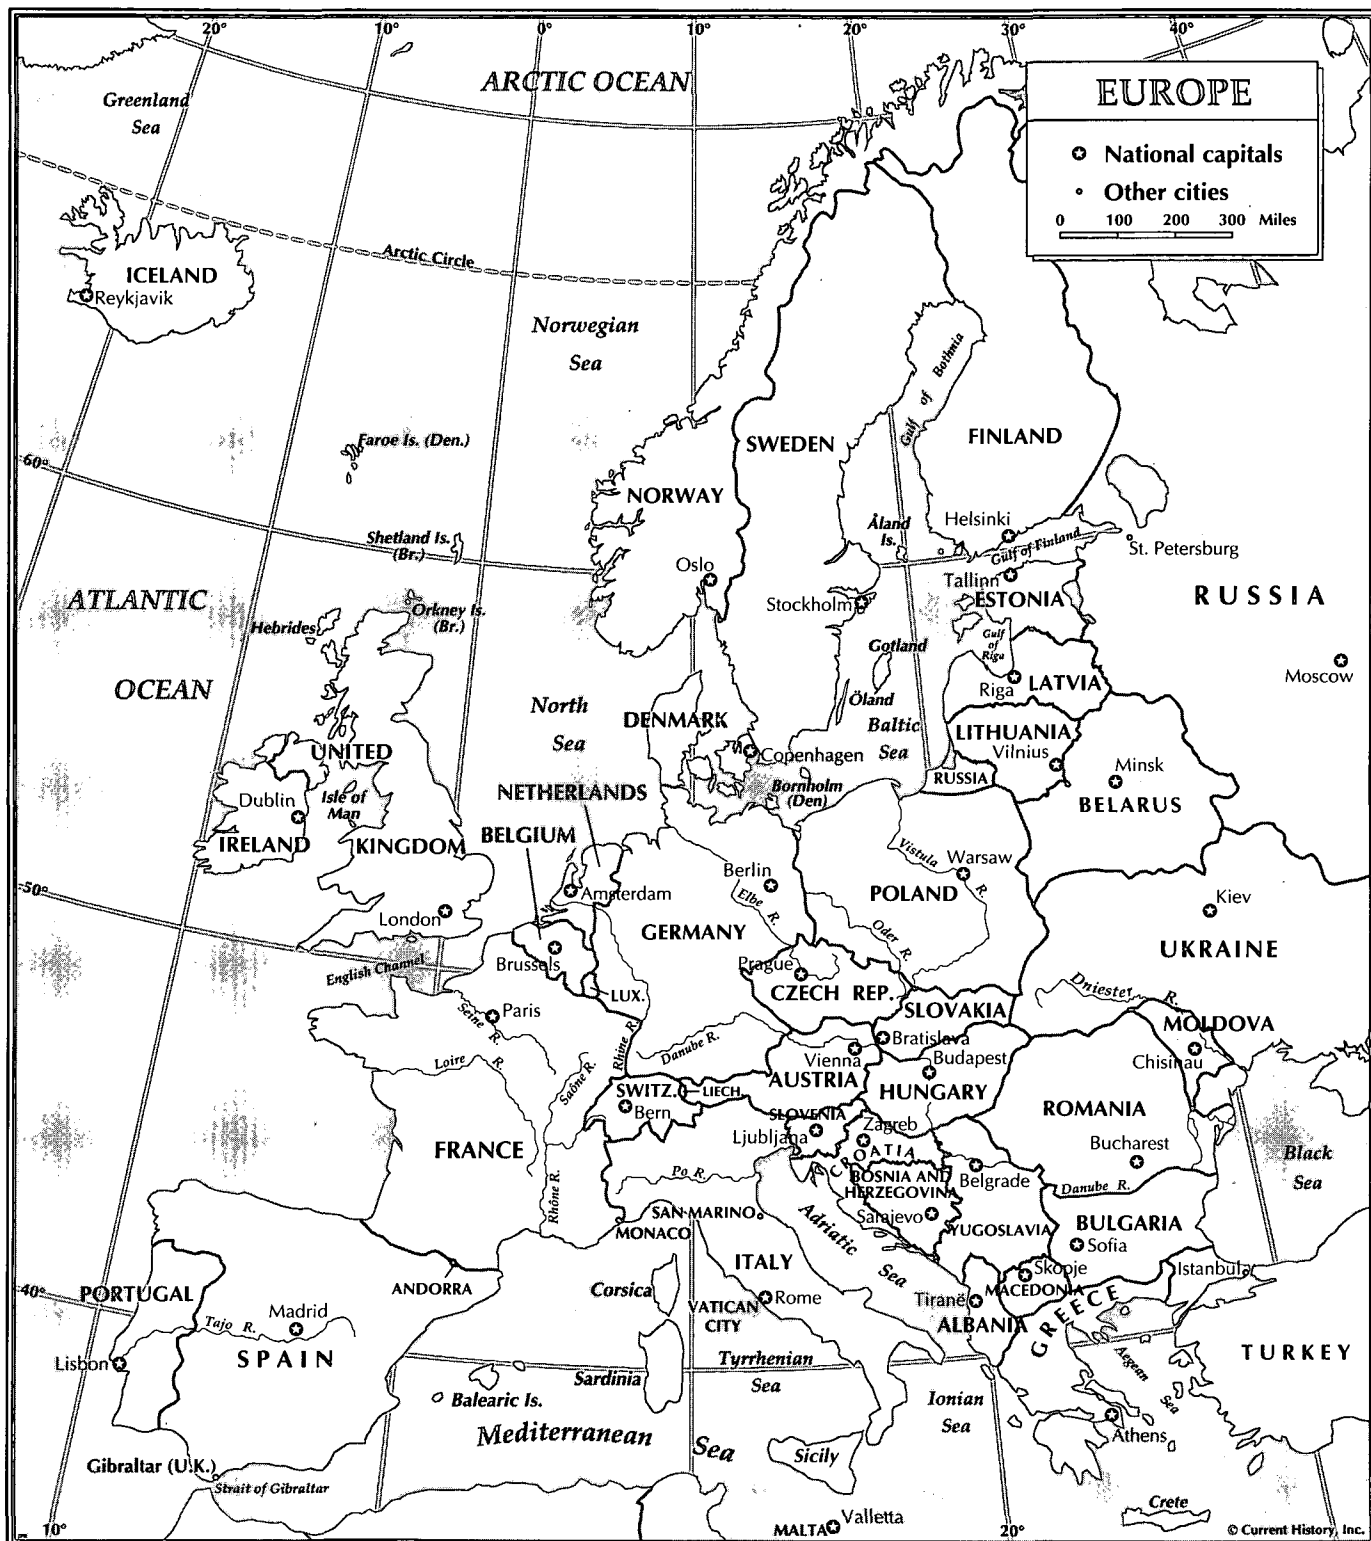 20°
10°
0°
10°
20°
30°
40°
EUROPE
National capitals
Other cities
0 100 200 300 Miles
ARCTIC OCEAN
Greenland
Sea
Arctic Circle
ICELAND
Reykjavik
Norwegian
Sea
Gulf of Bothnia
SWEDEN
FINLAND
Faroe Is. (Den.)
60°
NORWAY
Helsinki
Åland
Is.
Gulf of Finland
St. Petersburg
Shetland Is.
(Br.)
Oslo
Tallinn
ESTONIA
Stockholm
RUSSIA
ATLANTIC
OCEAN
Orkney Is.
(Br.)
Hebrides
Gulf
of
Riga
Gotland
Moscow
Riga
LATVIA
Öland
North
Sea
DENMARK
Baltic
Sea
LITHUANIA
Vilnius
UNITED
KINGDOM
Copenhagen
RUSSIA
Minsk
BELARUS
Dublin
Isle of
Man
IRELAND
NETHERLANDS
Bornholm
(Den)
BELGIUM
Vistula R.
Warsaw
POLAND
Berlin
Elbe R.
50°
Amsterdam
London
Kiev
GERMANY
Oder R.
UKRAINE
English Channel
Brussels
Prague
CZECH REP.
LUX.
SLOVAKIA
Dniester R.
Seine R.
Paris
MOLDOVA
Rhine R.
Danube R.
Bratislava
Vienna
Budapest
Chisinau
Loire R.
Saône R.
AUSTRIA
HUNGARY
SWITZ.
LIECH.
Bern
SLOVENIA
Ljubljana
Zagreb
ROMANIA
CROATIA
Bucharest
FRANCE
Black
Sea
Po R.
BOSNIA AND
HERZEGOVINA
Belgrade
Danube R.
Rhône R.
SAN MARINO
MONACO
Adriatic
Sea
Sarajevo
YUGOSLAVIA
BULGARIA
Sofia
ITALY
Skopje
MACEDONIA
Istanbul
PORTUGAL
40°
ANDORRA
Corsica
Rome
VATICAN
CITY
Tiranë
ALBANIA
GREECE
Madrid
Tajo R.
Lisbon
SPAIN
Tyrrhenian
Sea
TURKEY
Aegean
Sea
Sardinia
Balearic Is.
Ionian
Sea
Mediterranean Sea
Athens
Sicily
Gibraltar (U.K.)
Strait of Gibraltar
Crete
Valletta
MALTA
10°
20°
© Current History, Inc.